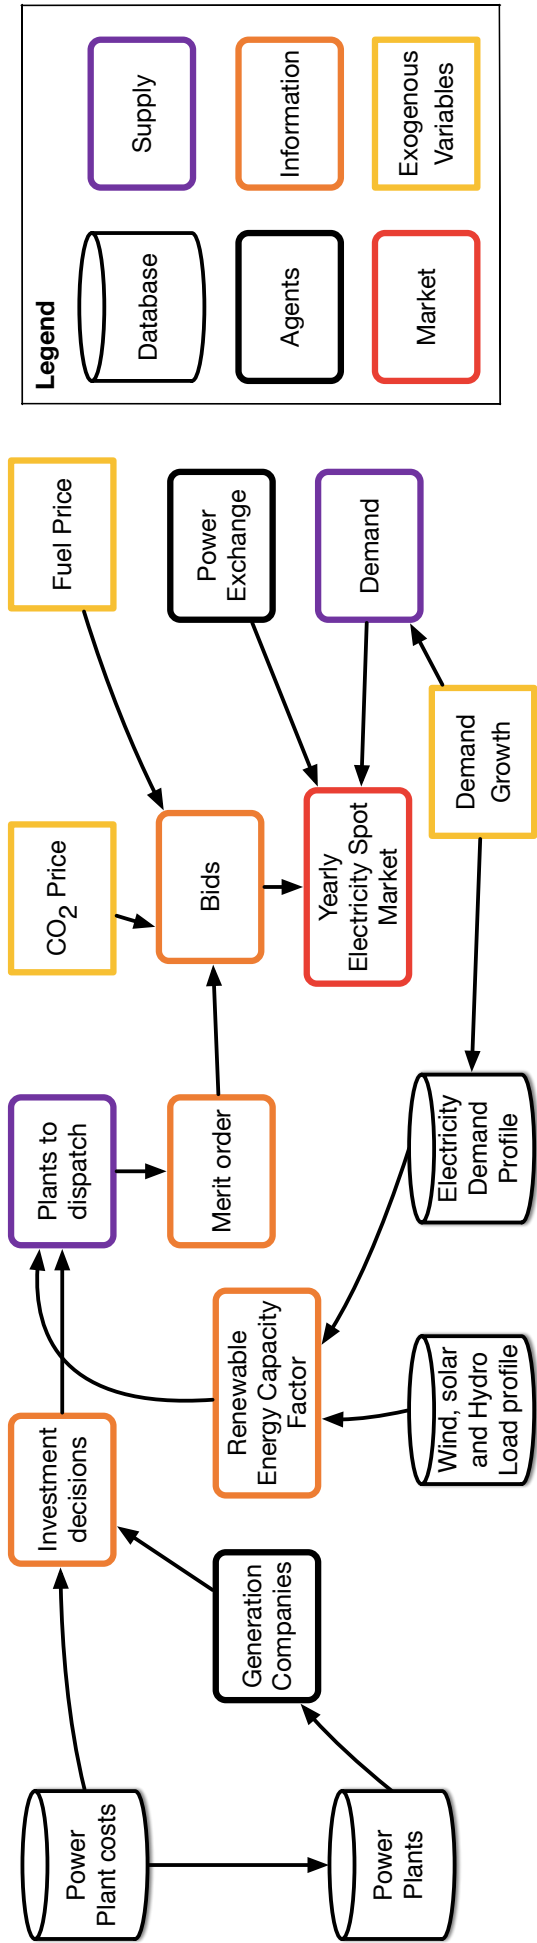 Power
Plant costs
Investment
decisions
Plants to
dispatch
CO2 Price
Fuel Price
Generation
Companies
Renewable
Energy Capacity
Factor
Merit order
Bids
Power
Exchange
Yearly
Electricity Spot
Market
Demand
Power
Plants
Wind, solar
and Hydro
Load profile
Electricity
Demand
Profile
Demand
Growth
Legend
Database
Supply
Agents
Information
Market
Exogenous
Variables